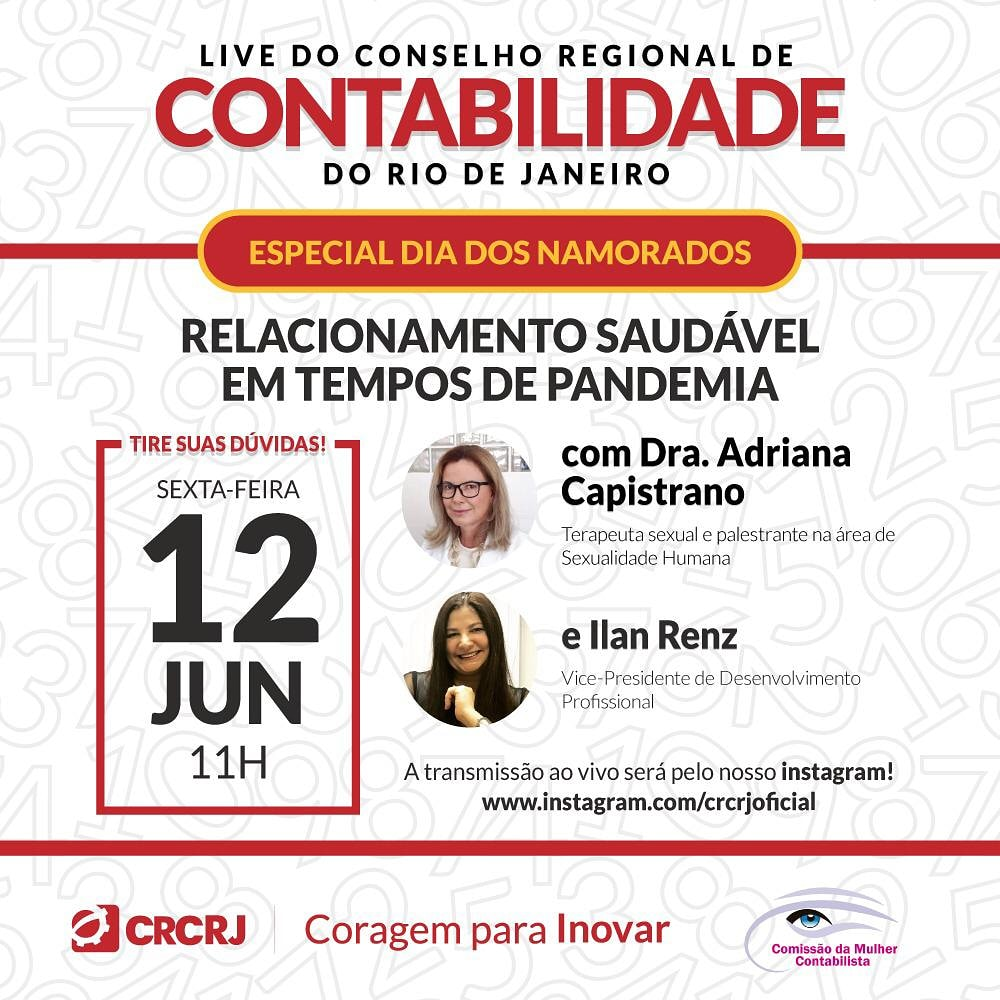 LIVE DO CONSELHO REGIONAL DE
CONTABILIDADE
DO RIO DE JANEIRO
ESPECIAL DIA DOS NAMORADOS
RELACIONAMENTO SAUDÁVEL
EM TEMPOS DE PANDEMIA
TIRE SUAS DÚVIDAS!
SEXTA-FEIRA
12
JUN
11H
com Dra. Adriana
Capistrano
Terapeuta sexual e palestrante na área de
Sexualidade Humana
e Ilan Renz
Vice-Presidente de Desenvolvimento
Profissional
A transmissão ao vivo será pelo nosso instagram!
www.instagram.com/crcrjoficial
CRCRJ
Coragem para Inovar
Comissão da Mulher
Contabilista